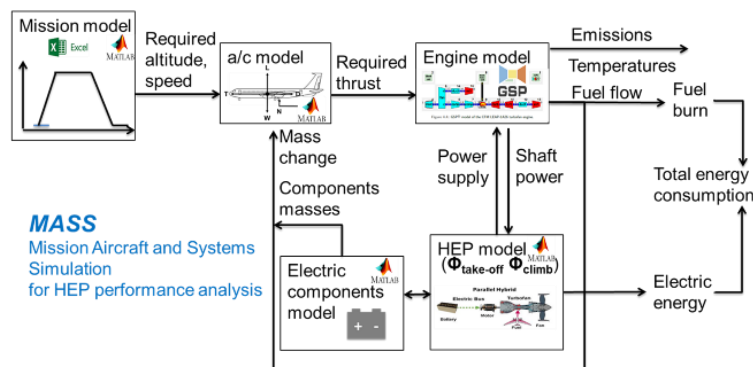 Mission model
Excel
MATLAB
Required
altitude,
speed
a/c model
L
T
N
W
MATLAB
Required
thrust
Engine model
GSP
Emissions
Temperatures
Fuel flow
Fuel
burn
Mass
change
Components
masses
Power
supply
Shaft
power
Total energy
consumption
MASS
Mission Aircraft and Systems
Simulation
for HEP performance analysis
Electric
components
model
MATLAB
+ -
HEP model
MATLAB
(Φtake-off Φclimb)
Parallel Hybrid
Electric Bus
Turbofan
Battery
Motor
Fuel
Fan
Electric
energy